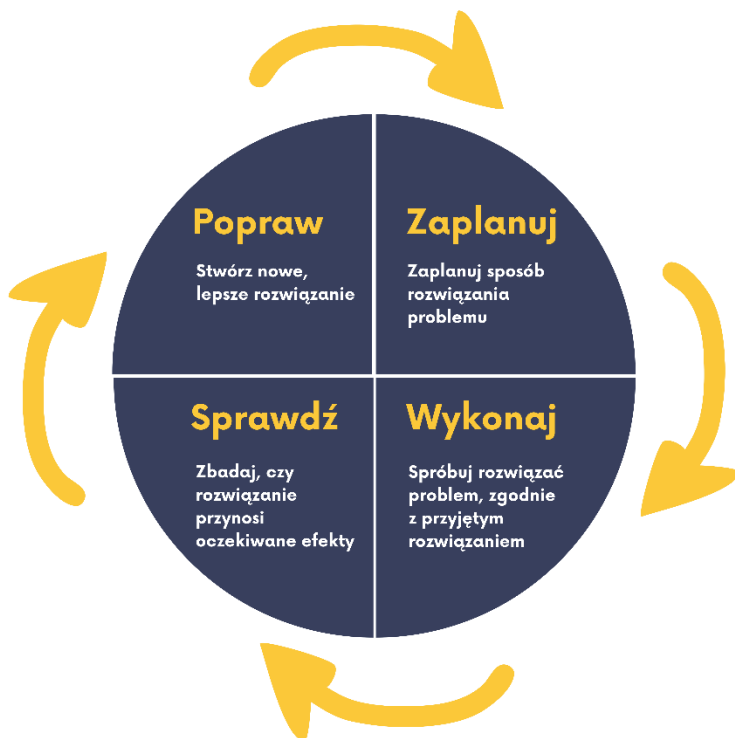 Popraw
Stwórz nowe,
lepsze rozwiązanie
Zaplanuj
Zaplanuj sposób
rozwiązania
problemu
Sprawdź
Zbadaj, czy
rozwiązanie
przynosi
oczekiwane efekty
Wykonaj
Spróbuj rozwiązać
problem, zgodnie
z przyjętym
rozwiązaniem